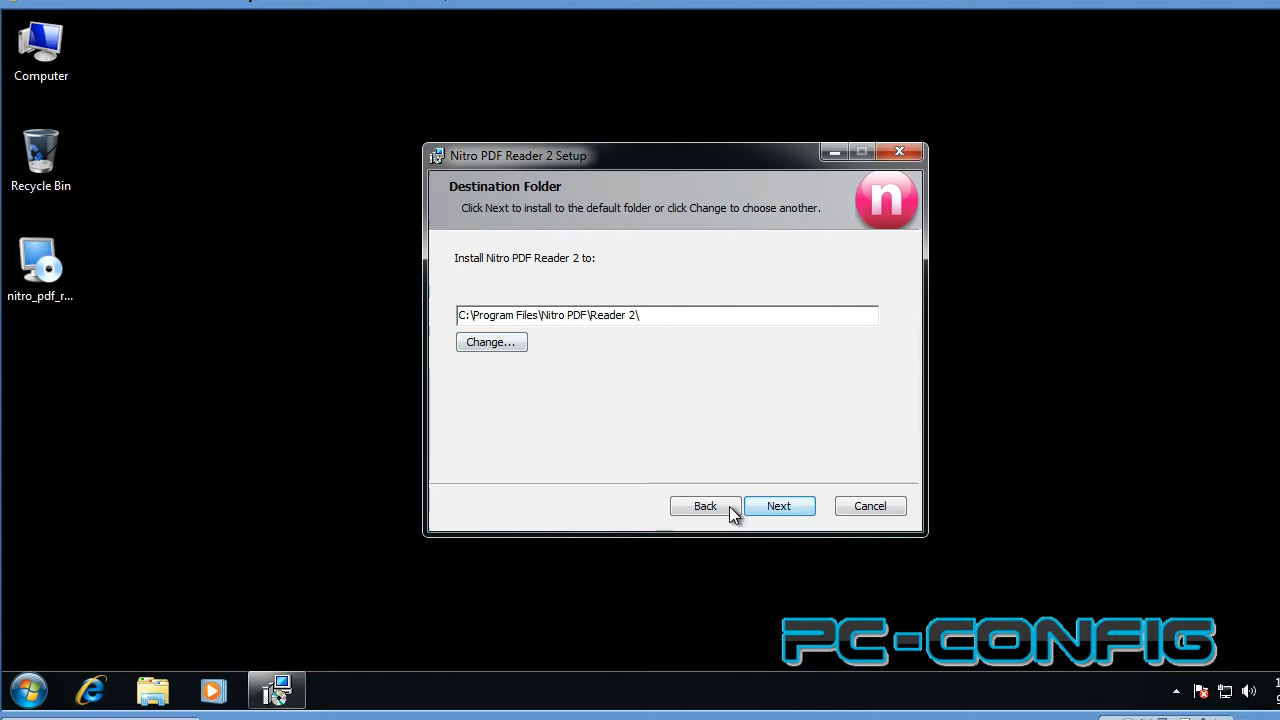 Computer
Recycle Bin
nitro_pdf_r...
Nitro PDF Reader 2 Setup
Destination Folder
Click Next to install to the default folder or click Change to choose another.
n
Install Nitro PDF Reader 2 to:
C:\Program Files\Nitro PDF\Reader 2\
Change...
Back
Next
Cancel
PC-CONFIG